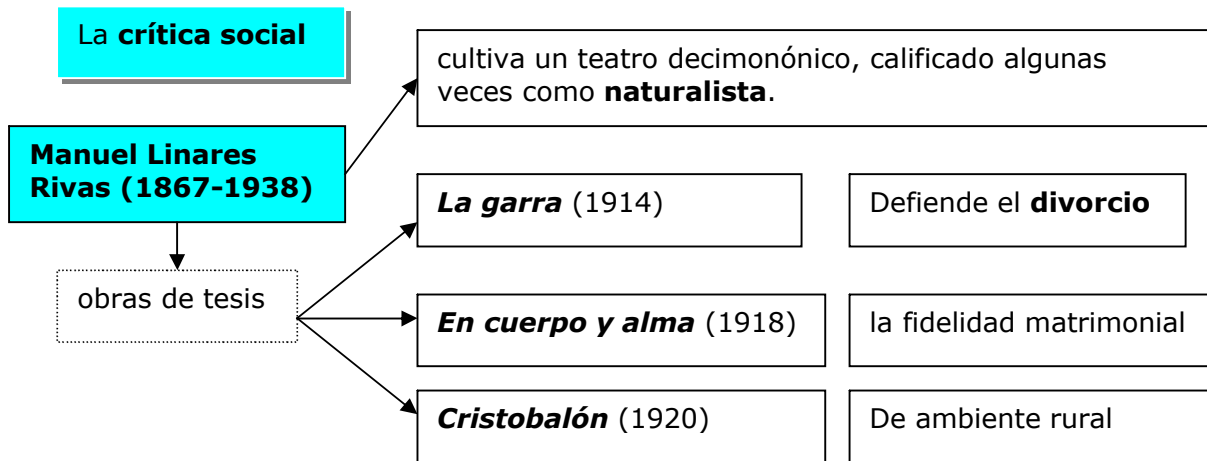 La crítica social
cultiva un teatro decimonónico, calificado algunas
veces como naturalista.
Manuel Linares
Rivas (1867-1938)
La garra (1914)
Defiende el divorcio
obras de tesis
En cuerpo y alma (1918)
la fidelidad matrimonial
Cristobalón (1920)
De ambiente rural